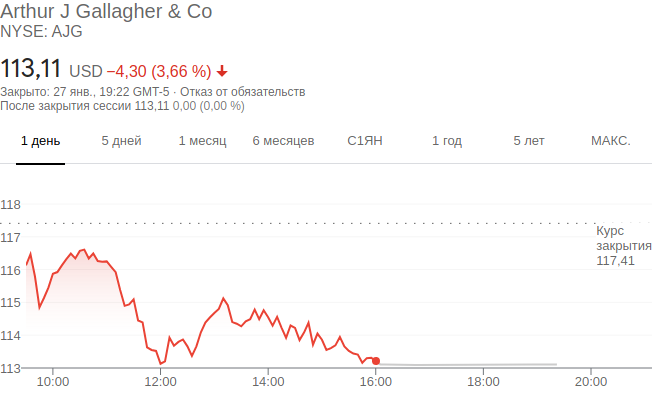 Arthur J Gallagher & Co
NYSE: AJG
113,11 USD −4,30 (3,66 %)
Закрыто: 27 янв., 19:22 GMT-5 · Отказ от обязательств
После закрытия сессии 113,11 0,00 (0,00 %)
1 день 5 дней 1 месяц 6 месяцев С1ЯН 1 год 5 лет МАКС.
118
117
116
115
114
113
Курс
закрытия
117,41
10:00 12:00 14:00 16:00 18:00 20:00